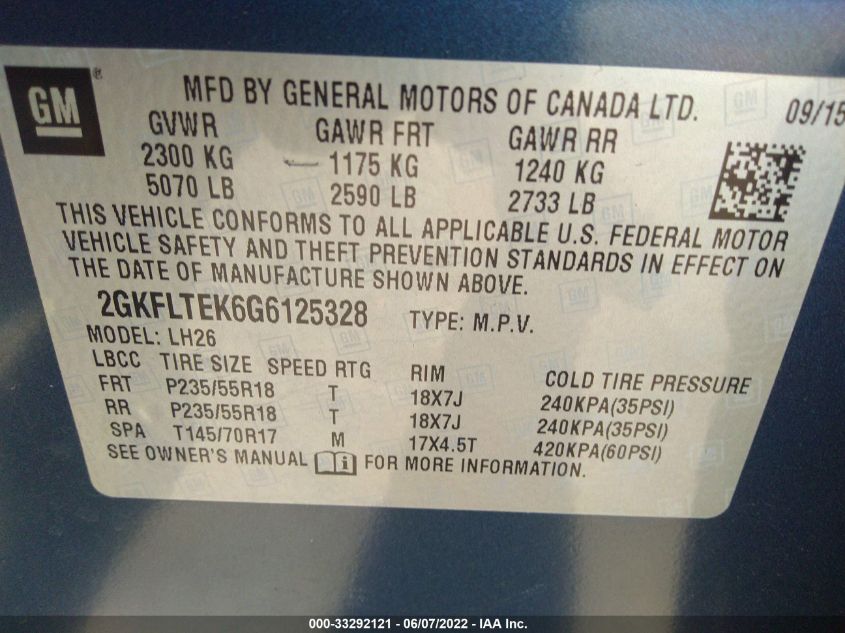 GM ®
MFD BY GENERAL MOTORS OF CANADA LTD. 09/15
GVWR GAWR FRT GAWR RR
2300 KG 1175 KG 1240 KG
5070 LB 2590 LB 2733 LB
THIS VEHICLE CONFORMS TO ALL APPLICABLE U.S. FEDERAL MOTOR
VEHICLE SAFETY AND THEFT PREVENTION STANDARDS IN EFFECT ON
THE DATE OF MANUFACTURE SHOWN ABOVE.
2GKFLTEK6G6125328 TYPE: M.P.V.
MODEL: LH26
LBCC TIRE SIZE SPEED RTG RIM COLD TIRE PRESSURE
FRT P235/55R18 T 18X7J 240KPA(35PSI)
RR P235/55R18 T 18X7J 240KPA(35PSI)
SPA T145/70R17 M 17X4.5T 420KPA(60PSI)
SEE OWNER'S MANUAL i FOR MORE INFORMATION.
000-33292121 - 06/07/2022 - IAA Inc.